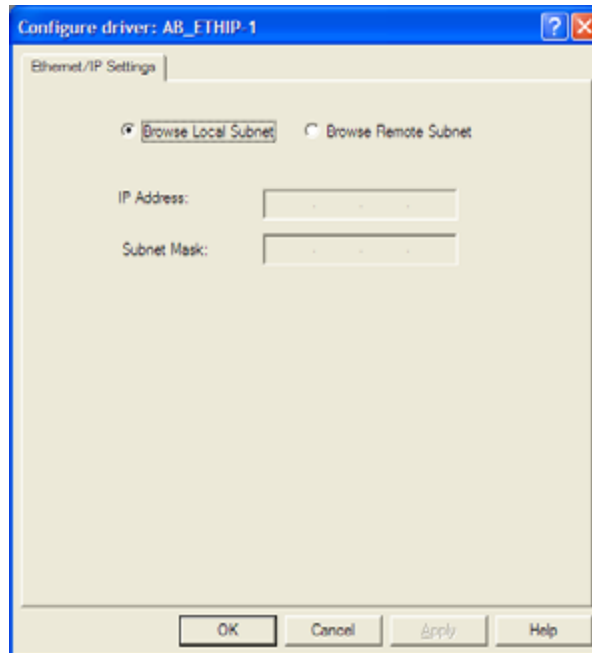 Configure driver: AB_ETHIP-1
Ethernet/IP Settings
Browse Local Subnet Browse Remote Subnet
IP Address:
Subnet Mask:
OK Cancel Apply Help